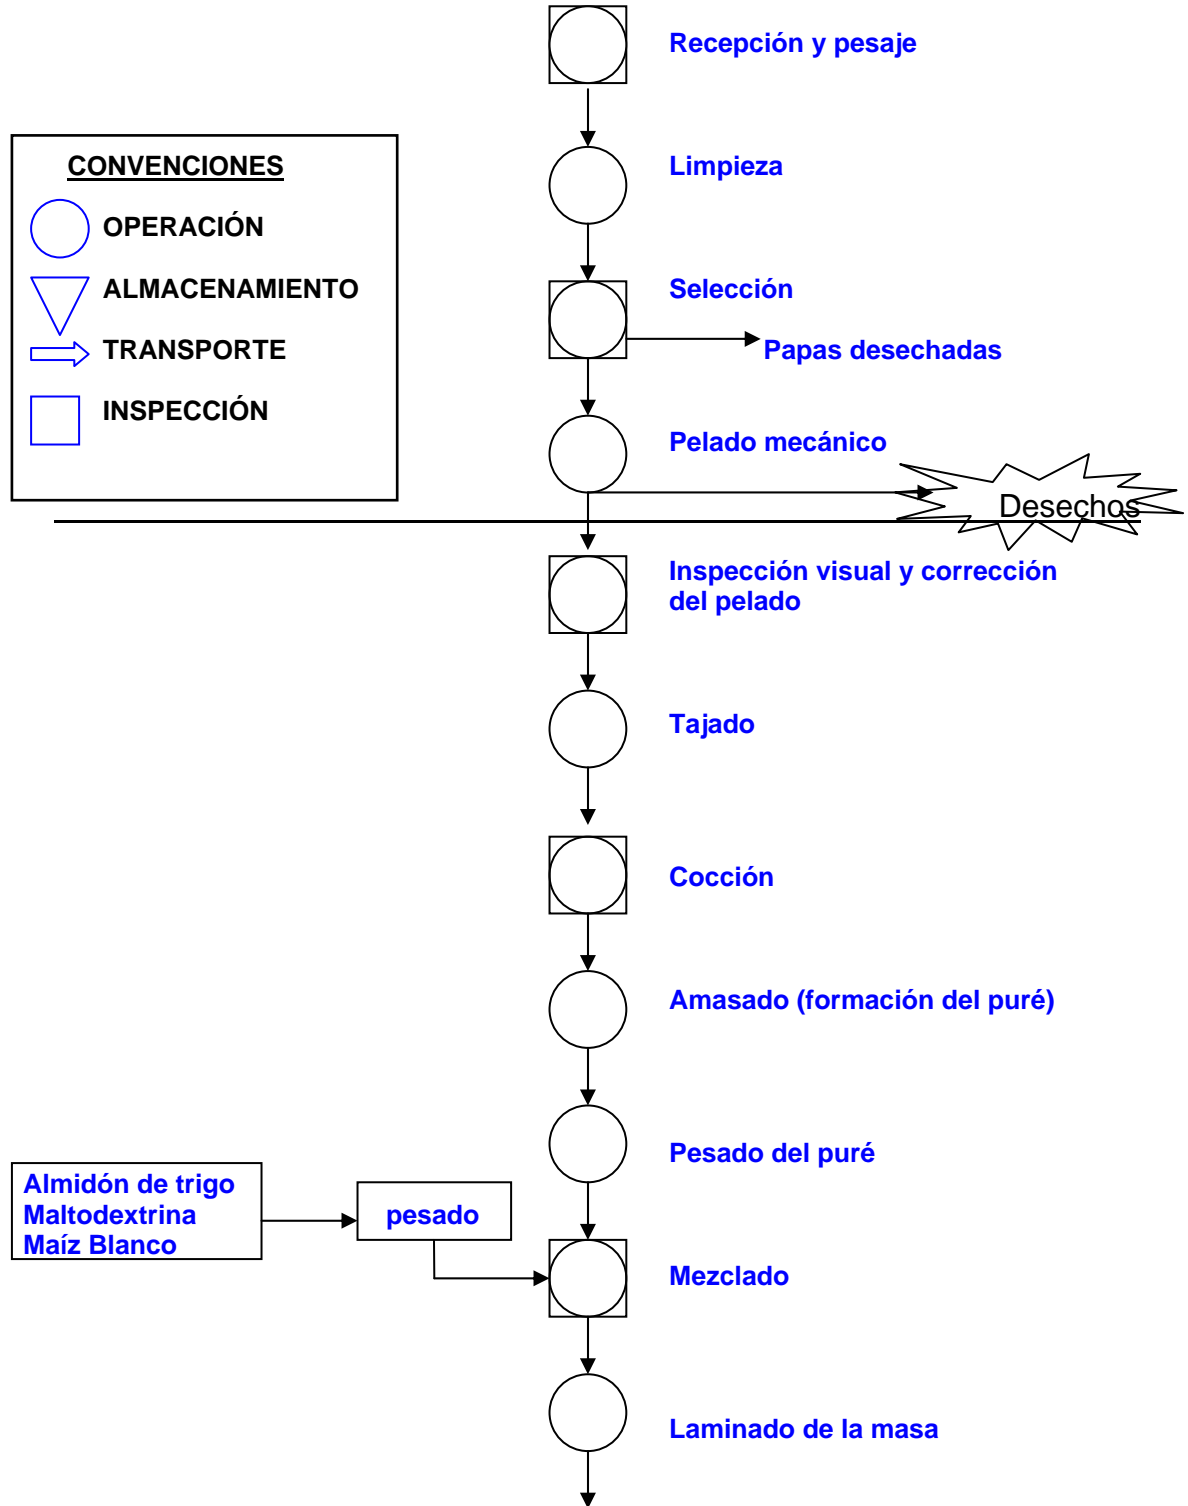 Recepción y pesaje
CONVENCIONES
OPERACIÓN
ALMACENAMIENTO
TRANSPORTE
INSPECCIÓN
Limpieza
Selección
Papas desechadas
Pelado mecánico
Desechos
Inspección visual y corrección
del pelado
Tajado
Cocción
Amasado (formación del puré)
Pesado del puré
Almidón de trigo
Maltodextrina
Maíz Blanco
pesado
Mezclado
Laminado de la masa